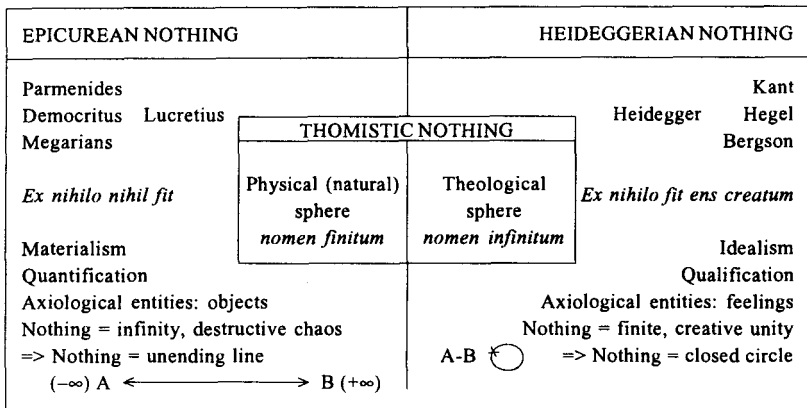 EPICUREAN NOTHING
HEIDEGGERIAN NOTHING
Parmenides
Democritus Lucretius
Megarians
Ex nihilo nihil fit
Materialism
Quantification
Axiological entities: objects
Nothing = infinity, destructive chaos
=> Nothing = unending line
(-∞) A ⟷ B (+∞)
THOMISTIC NOTHING
Physical (natural)
sphere
nomen finitum
Theological
sphere
nomen infinitum
Kant
Heidegger Hegel
Bergson
Ex nihilo fit ens creatum
Idealism
Qualification
Axiological entities: feelings
Nothing = finite, creative unity
A-B => Nothing = closed circle